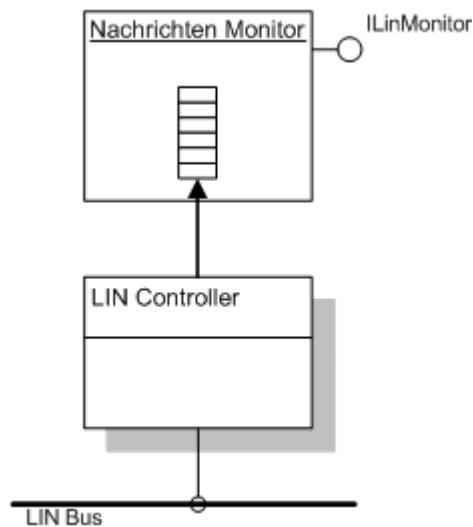 Nachrichten Monitor
ILinMonitor
LIN Controller
LIN Bus